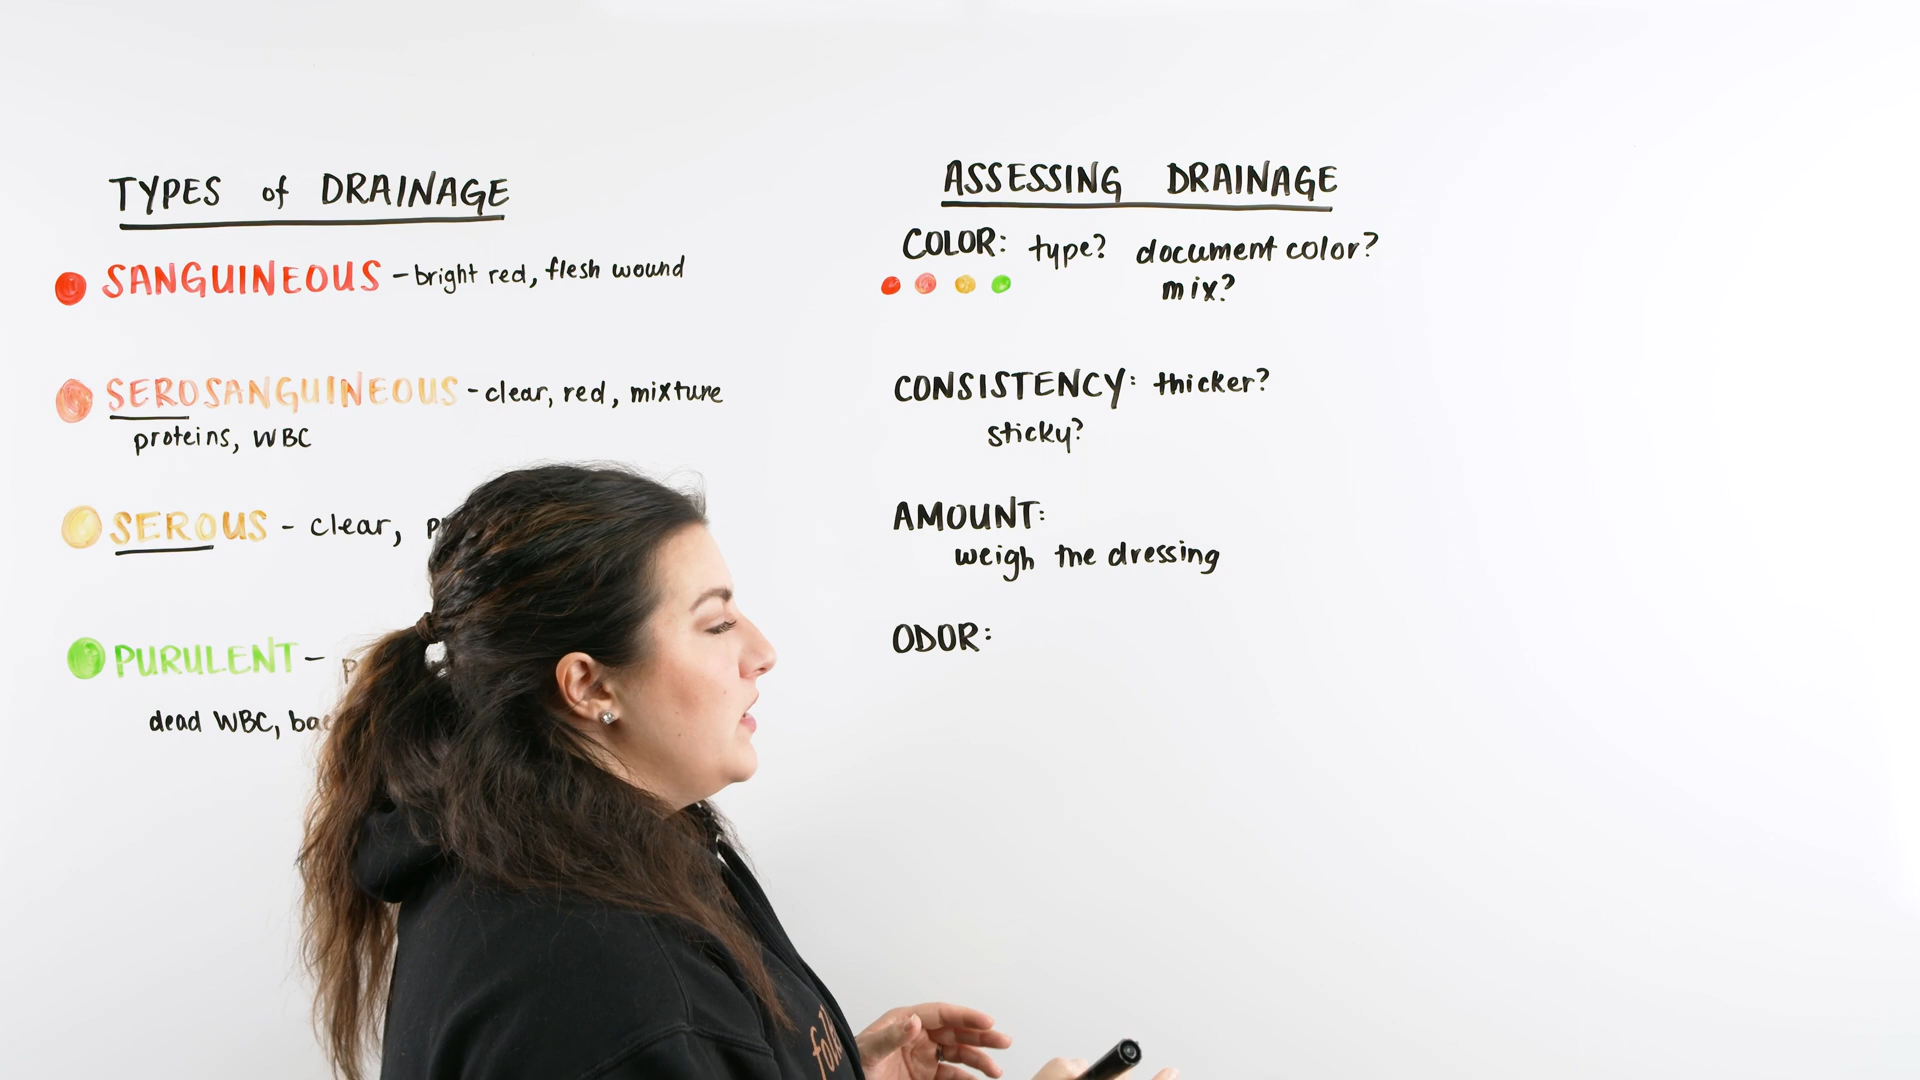 TYPES of DRAINAGE
SANGUINEOUS - bright red, flesh wound
SEROSANGUINEOUS - clear, red, mixture
proteins, WBC
SEROUS - clear,
PURULENT -
dead WBC,
ASSESSING DRAINAGE
COLOR: type? document color?
mix?
CONSISTENCY: thicker?
sticky?
AMOUNT:
weigh the dressing
ODOR: